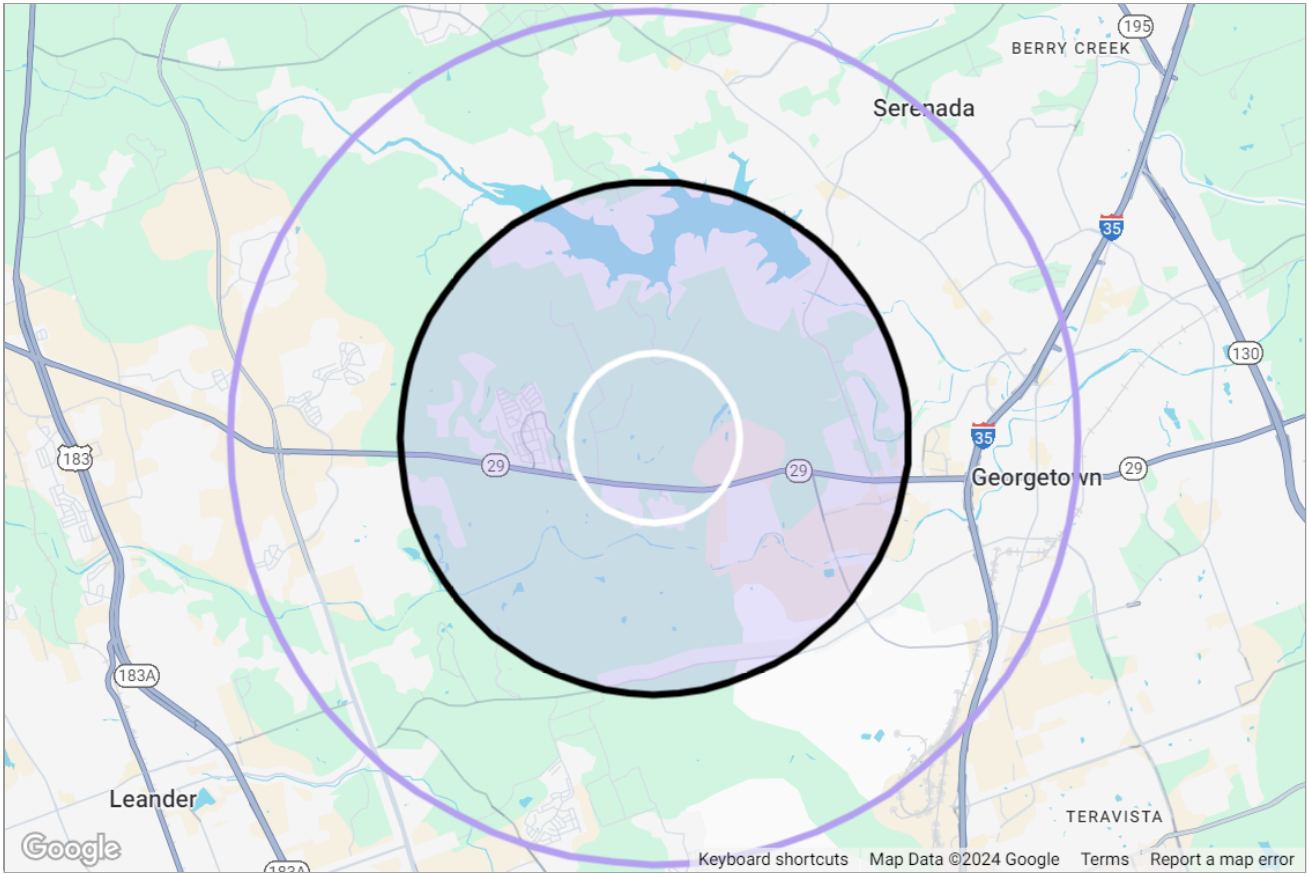 195
BERRY CREEK
Serenada
35
130
183
29
29
35
Georgetown
29
183A
Leander
TERAVISTA
Google
183A
Keyboard shortcuts Map Data ©2024 Google Terms Report a map error